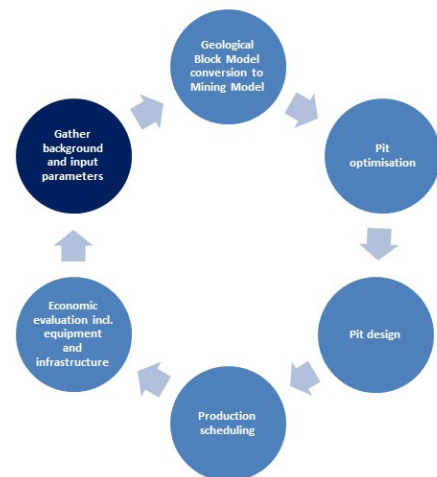 Geological
Block Model
conversion to
Mining Model
Gather
background
and input
parameters
Pit
optimisation
Economic
evaluation incl.
equipment
and
infrastructure
Pit design
Production
scheduling